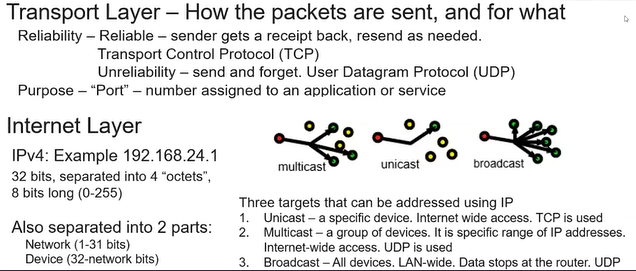 Transport Layer – How the packets are sent, and for what
Reliability – Reliable – sender gets a receipt back, resend as needed.
Transport Control Protocol (TCP)
Unreliability – send and forget. User Datagram Protocol (UDP)
Purpose – “Port” – number assigned to an application or service
Internet Layer
IPv4: Example 192.168.24.1
32 bits, separated into 4 “octets”,
8 bits long (0-255)
Also separated into 2 parts:
Network (1-31 bits)
Device (32-network bits)
multicast
unicast
broadcast
Three targets that can be addressed using IP
1. Unicast – a specific device. Internet wide access. TCP is used
2. Multicast – a group of devices. It is specific range of IP addresses.
Internet-wide access. UDP is used
3. Broadcast – All devices. LAN-wide. Data stops at the router. UDP